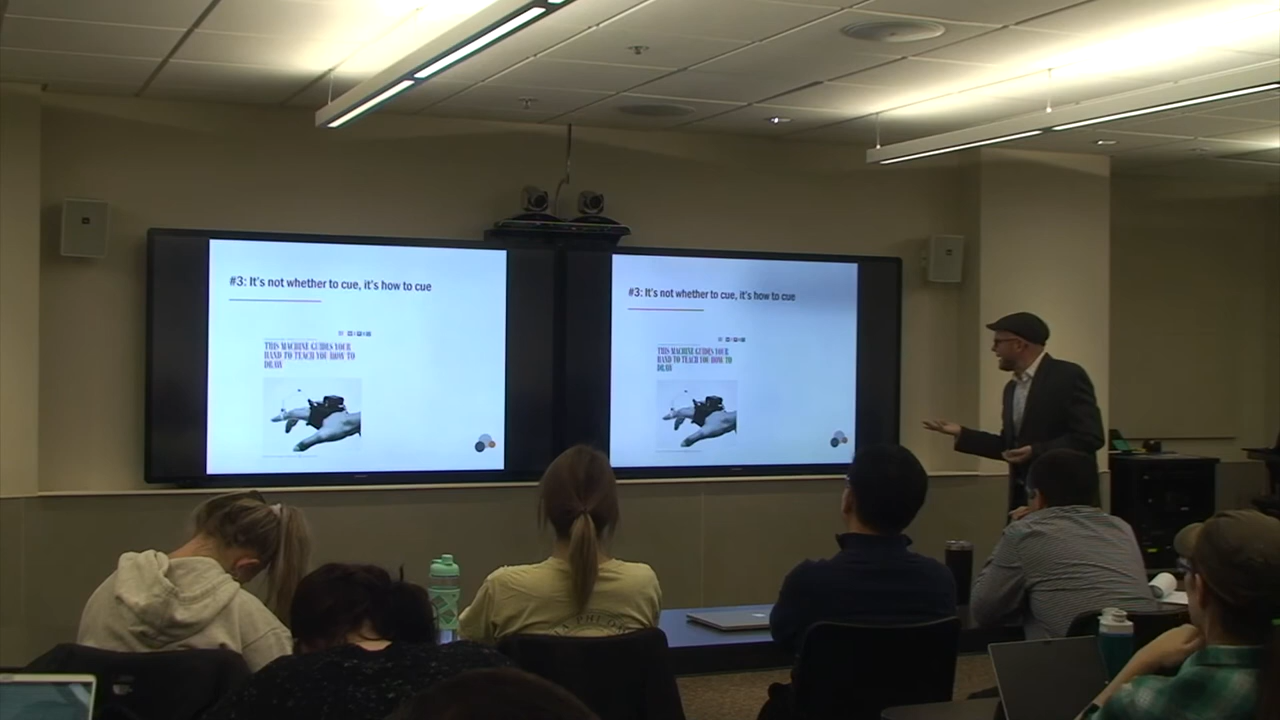 #3: It's not whether to cue, it's how to cue
THIS MACHINE GUIDES YOUR
HAND TO TEACH YOU HOW TO
DRAW
#3: It's not whether to cue, it's how to cue
THIS MACHINE GUIDES YOUR
HAND TO TEACH YOU HOW TO
DRAW